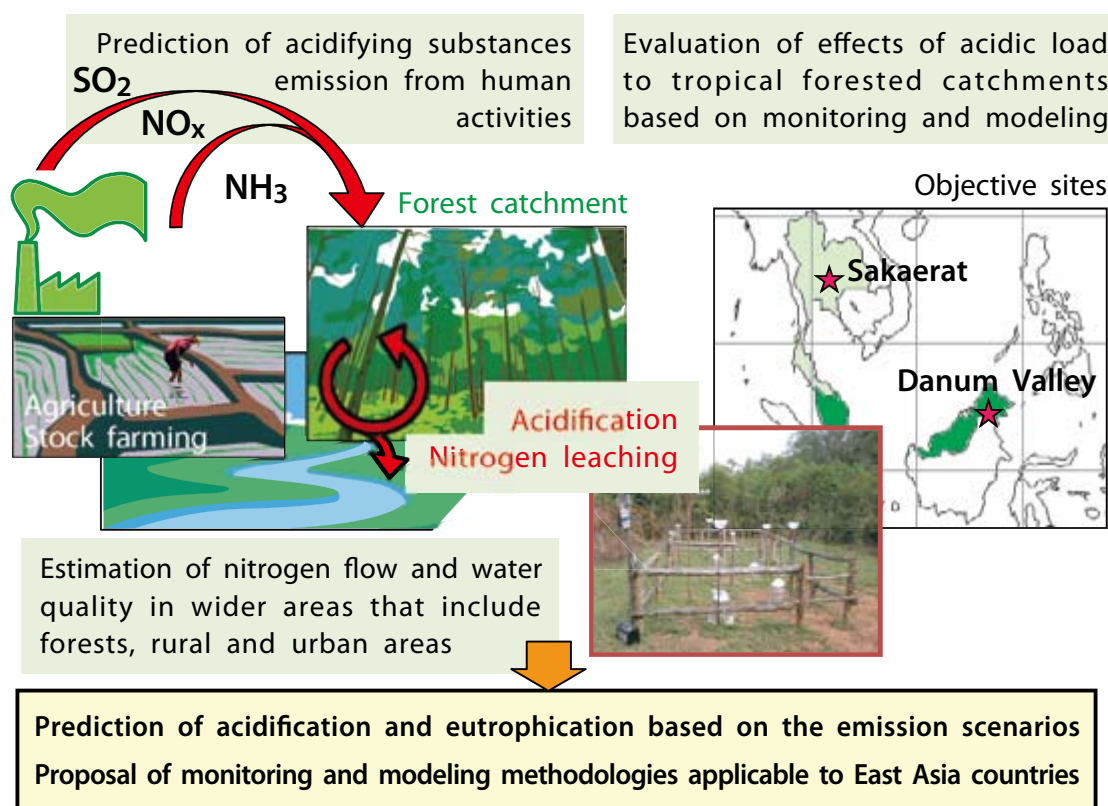 Prediction of acidifying substances
emission from human
activities
SO2
NOx
NH3
Evaluation of effects of acidic load
to tropical forested catchments
based on monitoring and modeling
Forest catchment
Objective sites
Sakaerat
Danum Valley
Agriculture
Stock farming
Acidification
Nitrogen leaching
Estimation of nitrogen flow and water
quality in wider areas that include
forests, rural and urban areas
Prediction of acidification and eutrophication based on the emission scenarios
Proposal of monitoring and modeling methodologies applicable to East Asia countries